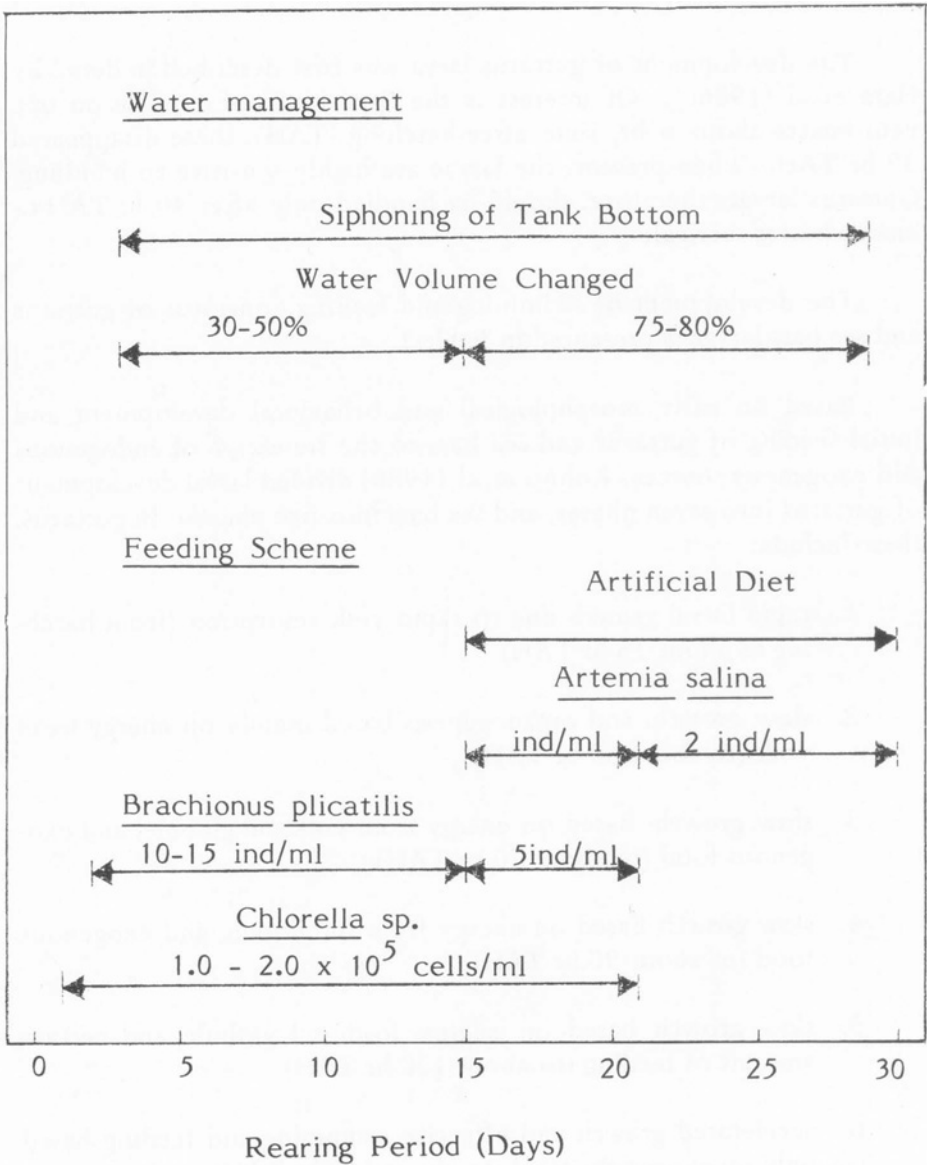 Water management
Siphoning of Tank Bottom
Water Volume Changed
30-50% 75-80%
Feeding Scheme
Artificial Diet
Artemia salina
ind/ml 2 ind/ml
Brachionus plicatilis
10-15 ind/ml 5ind/ml
Chlorella sp.
1.0 - 2.0 x 10⁵ cells/ml
0 5 10 15 20 25 30
Rearing Period (Days)